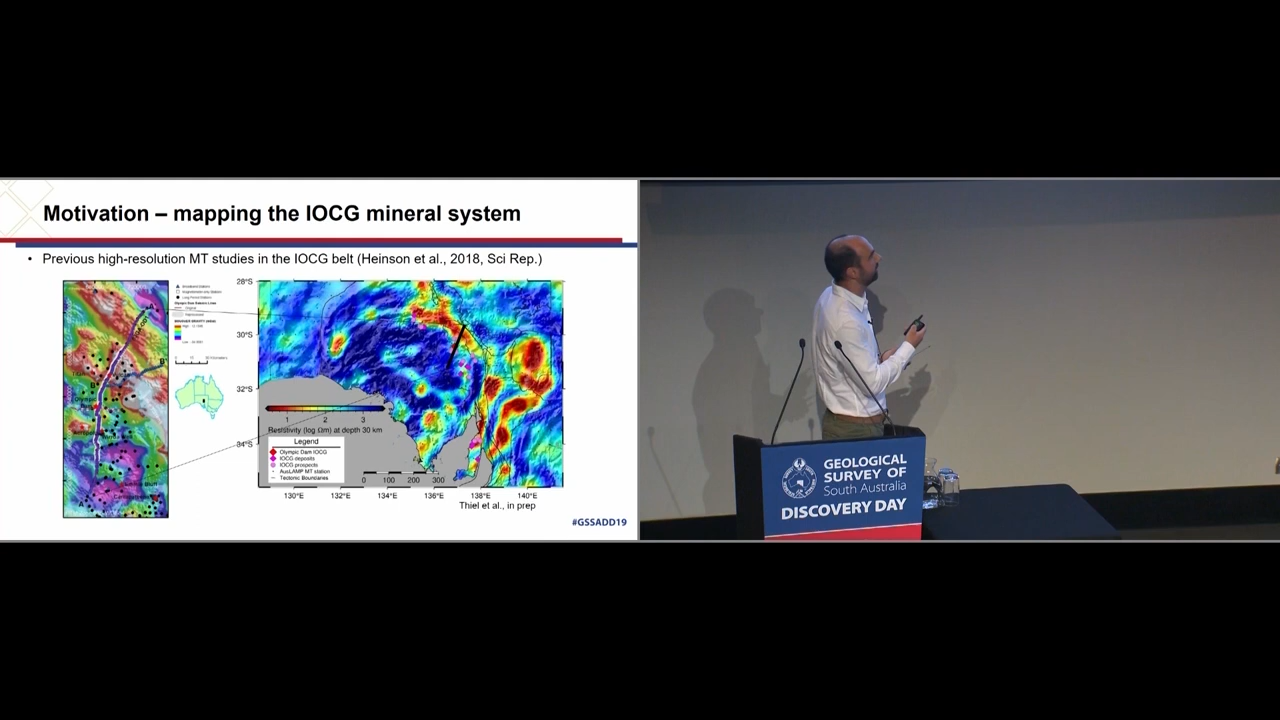 Motivation – mapping the IOCG mineral system
• Previous high-resolution MT studies in the IOCG belt (Heinson et al., 2018, Sci Rep.)
28°S
30°S
32°S
34°S
1 2 3
Resistivity (log Ωm) at depth 30 km
Legend
Olympic Dam IOCG
IOCG deposits
IOCG prospects
AusLAMP MT station
Tectonic Boundaries
0 100 200 300
130°E 132°E 134°E 136°E 138°E 140°E
Thiel et al., in prep
#GSSADD19
GEOLOGICAL
SURVEY OF
South Australia
DISCOVERY DAY